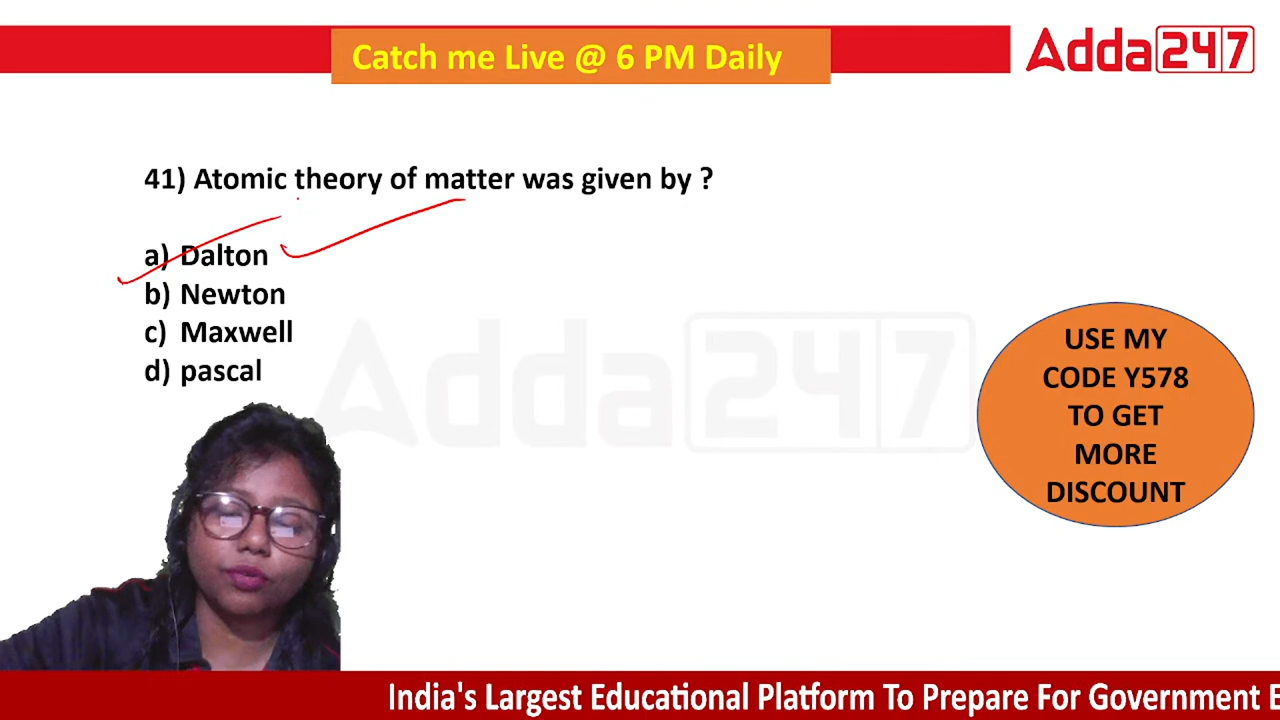 Catch me Live @ 6 PM Daily
Adda247
41) Atomic theory of matter was given by ?
a) Dalton
b) Newton
c) Maxwell
d) pascal
Adda247
USE MY
CODE Y578
TO GET
MORE
DISCOUNT
India's Largest Educational Platform To Prepare For Government E